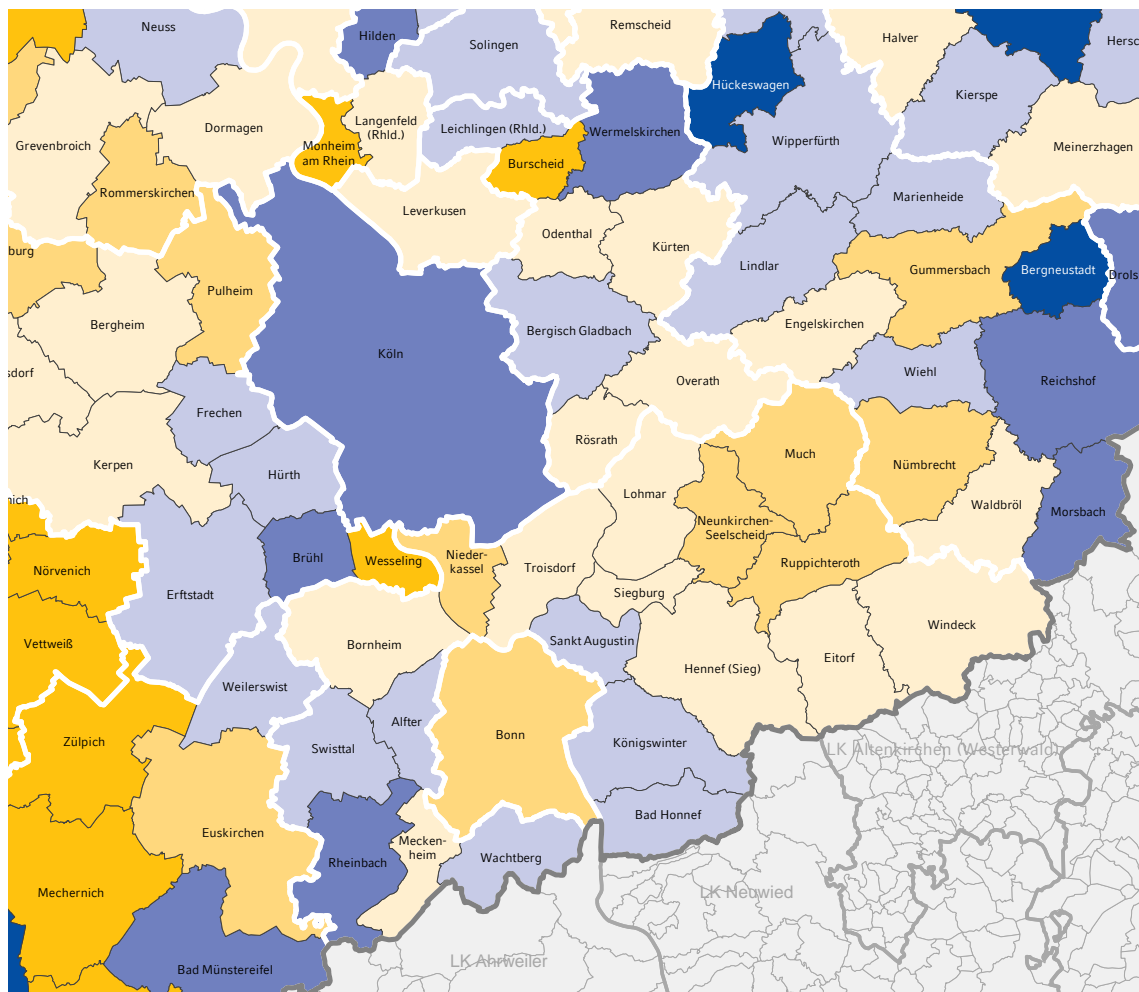 Neuss
Hilden
Solingen
Remscheid
Halver
Hersc
Hückeswagen
Kierspe
Langenfeld
(Rhld.)
Dormagen
Leichlingen (Rhld.)
Wermelskirchen
Wipperfürth
Grevenbroich
Monheim
am Rhein
Burscheid
Meinerzhagen
Rommerskirchen
Leverkusen
Marienheide
Odenthal
Kürten
burg
Lindlar
Gummersbach
Bergneustadt
Drols
Pulheim
Bergheim
Bergisch Gladbach
Engelskirchen
Köln
sdorf
Overath
Wiehl
Reichshof
Frechen
Rösrath
Much
Kerpen
Hürth
Nümbrecht
Lohmar
nich
Waldbröl
Morsbach
Neunkirchen-
Seelscheid
Brühl
Wesseling
Nieder-
kassel
Troisdorf
Ruppichteroth
Nörvenich
Erftstadt
Siegburg
Windeck
Vettweiß
Bornheim
Sankt Augustin
Hennef (Sieg)
Eitorf
Weilerswist
Alfter
Zülpich
Swisttal
Bonn
Königswinter
LK Altenkirchen (Westerwald)
Bad Honnef
Euskirchen
Mecken-
heim
Rheinbach
Wachtberg
Mechernich
LK Neuwied
LK Ahrweiler
Bad Münstereifel